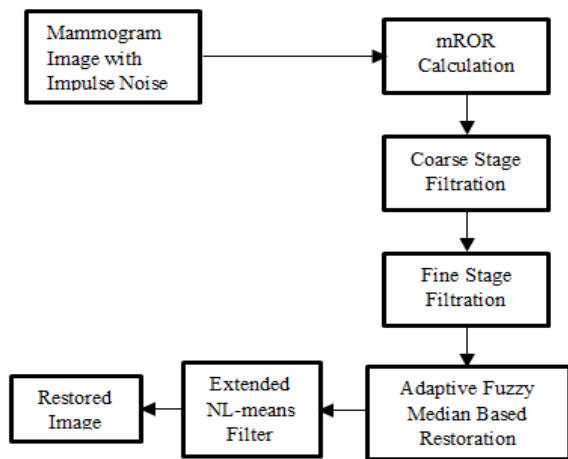 Mammogram
Image with
Impulse Noise
mROR
Calculation
Coarse Stage
Filtration
Fine Stage
Filtration
Adaptive Fuzzy
Median Based
Restoration
Extended
NL-means
Filter
Restored
Image